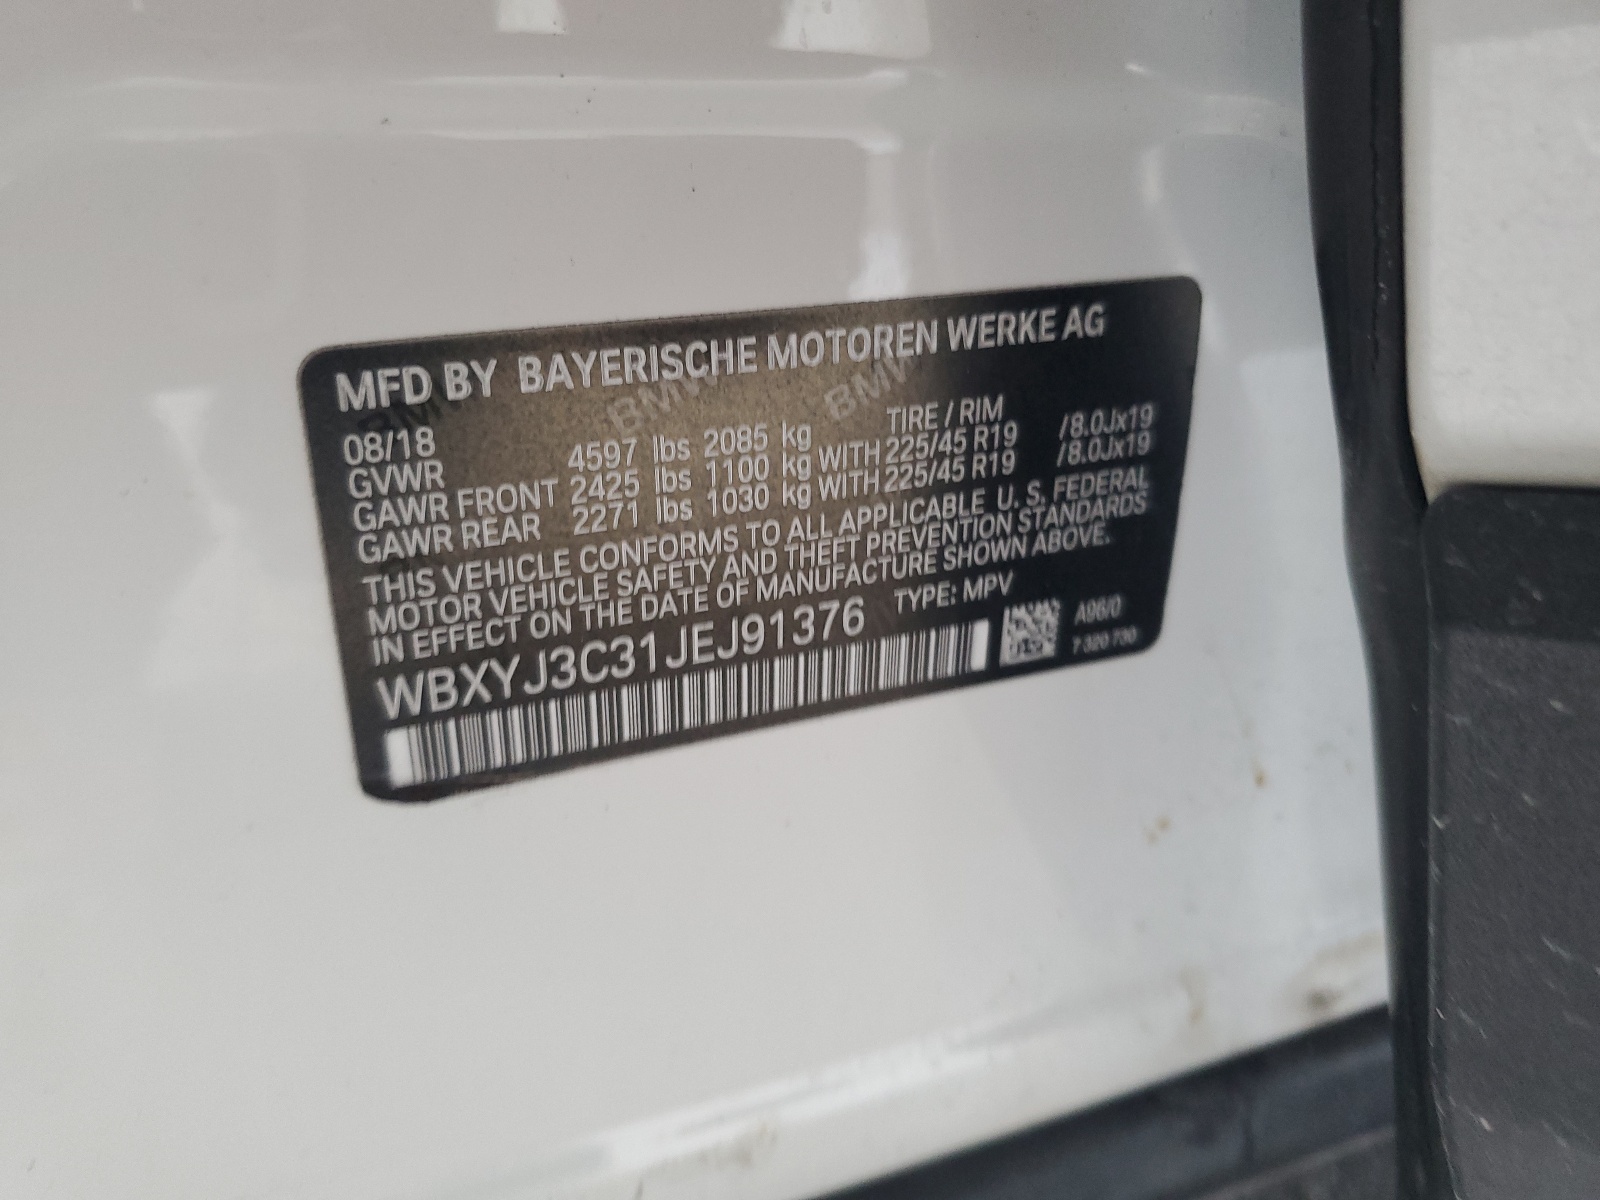 MFD BY BAYERISCHE MOTOREN WERKE AG
08/18 TIRE / RIM
GVWR 4597 lbs 2085 kg
GAWR FRONT 2425 lbs 1100 kg WITH 225/45 R19 /8.0Jx19
GAWR REAR 2271 lbs 1030 kg WITH 225/45 R19 /8.0Jx19
THIS VEHICLE CONFORMS TO ALL APPLICABLE U. S. FEDERAL
MOTOR VEHICLE SAFETY AND THEFT PREVENTION STANDARDS
IN EFFECT ON THE DATE OF MANUFACTURE SHOWN ABOVE.
WBXYJ3C31JEJ91376 TYPE: MPV
A96/0
7 320 730